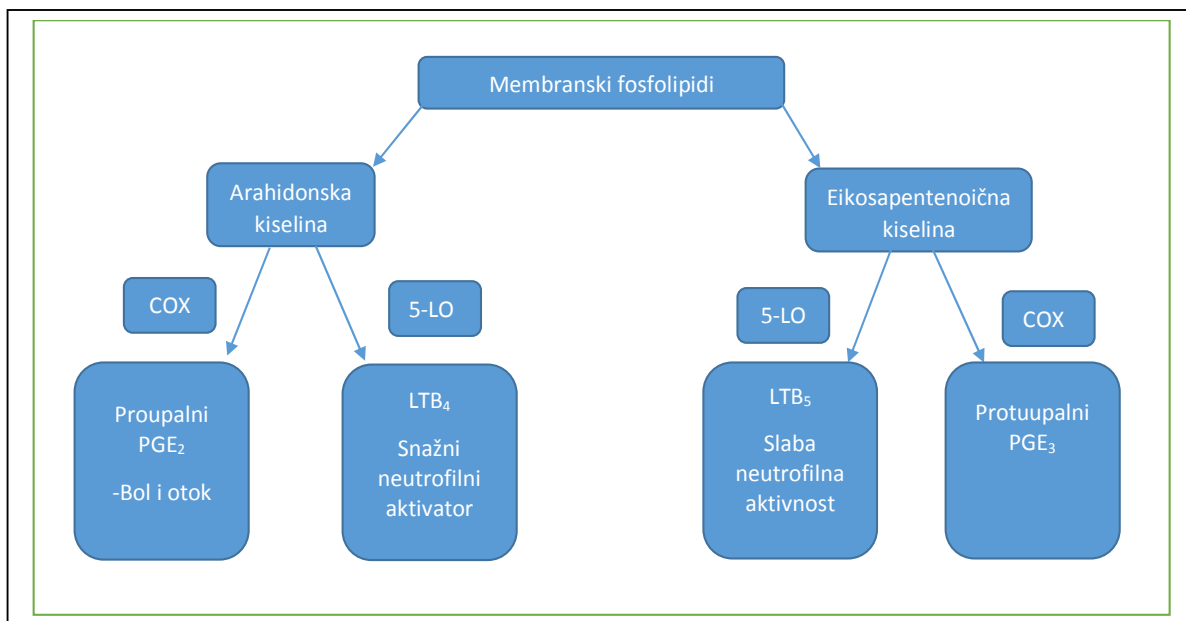 Membranski fosfolipidi
Arahidonska
kiselina
Eikosapentenoična
kiselina
COX
5-LO
5-LO
COX
Proupalni
PGE₂
-Bol i otok
LTB₄
Snažni
neutrofilni
aktivator
LTB₅
Slaba
neutrofilna
aktivnost
Protuupalni
PGE₃